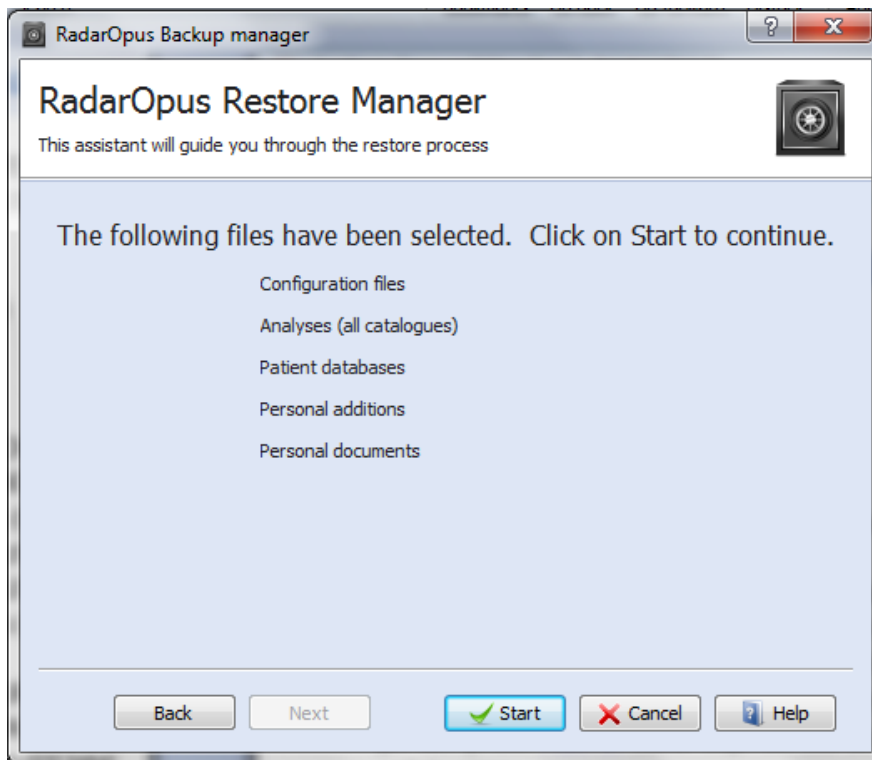 RadarOpus Backup manager
RadarOpus Restore Manager
This assistant will guide you through the restore process
The following files have been selected. Click on Start to continue.
Configuration files
Analyses (all catalogues)
Patient databases
Personal additions
Personal documents
Back Next Start Cancel Help